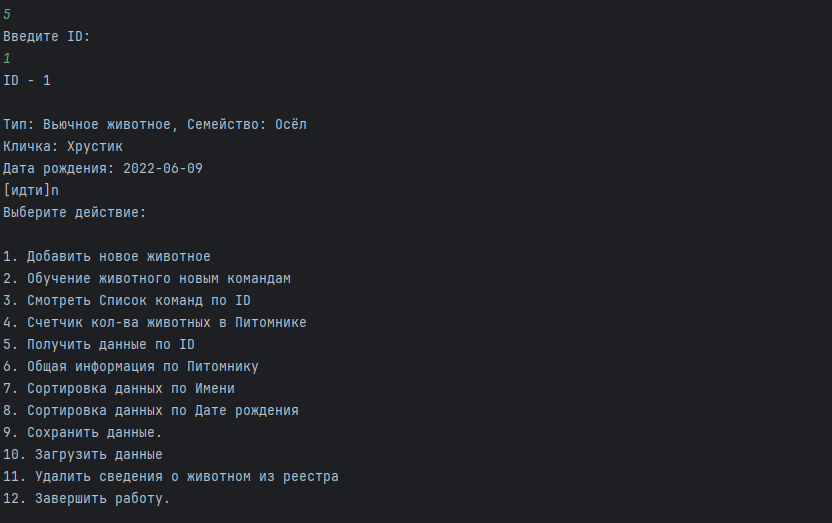 5
Введите ID:
1
ID - 1
Тип: Вьючное животное, Семейство: Осёл
Кличка: Хрустик
Дата рождения: 2022-06-09
[идти]n
Выберите действие:
1. Добавить новое животное
2. Обучение животного новым командам
3. Смотреть Список команд по ID
4. Счетчик кол-ва животных в Питомнике
5. Получить данные по ID
6. Общая информация по Питомнику
7. Сортировка данных по Имени
8. Сортировка данных по Дате рождения
9. Сохранить данные.
10. Загрузить данные
11. Удалить сведения о животном из реестра
12. Завершить работу.